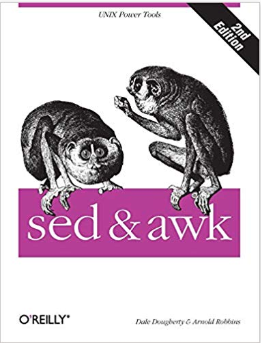 UNIX Power Tools
2nd
Edition
sed & awk
Dale Dougherty & Arnold Robbins
O'REILLY®